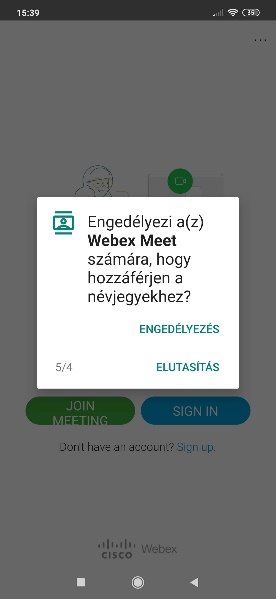 15:39
35
...
Engedélyezi a(z)
Webex Meet
számára, hogy
hozzáférjen a
névjegyekhez?
ENGEDÉLYEZÉS
5/4
ELUTASÍTÁS
JOIN
MEETING
SIGN IN
Don't have an account? Sign up.
CISCO Webex